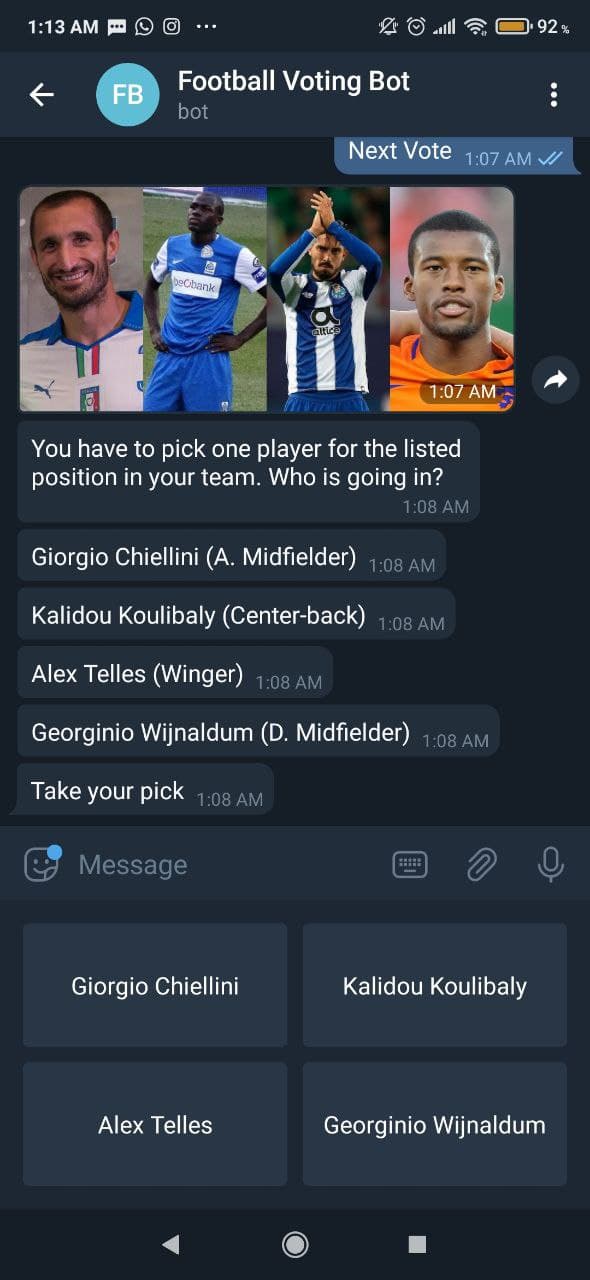 1:13 AM
92 %
FB
Football Voting Bot
bot
Next Vote 1:07 AM
beObank
altice
1:07 AM
You have to pick one player for the listed
position in your team. Who is going in?
1:08 AM
Giorgio Chiellini (A. Midfielder) 1:08 AM
Kalidou Koulibaly (Center-back) 1:08 AM
Alex Telles (Winger) 1:08 AM
Georginio Wijnaldum (D. Midfielder) 1:08 AM
Take your pick 1:08 AM
Message
Giorgio Chiellini
Kalidou Koulibaly
Alex Telles
Georginio Wijnaldum